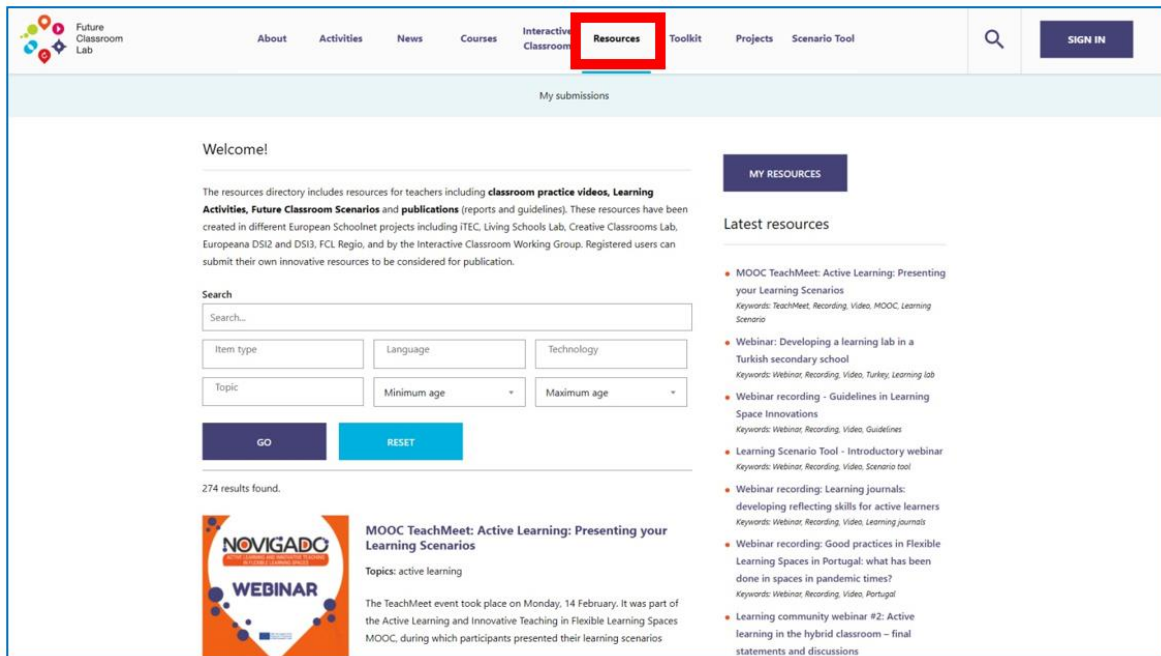 Future
Classroom
Lab
About
Activities
News
Courses
Interactive
Classroom
Resources
Toolkit
Projects
Scenario Tool
SIGN IN
My submissions
Welcome!
The resources directory includes resources for teachers including classroom practice videos, Learning
Activities, Future Classroom Scenarios and publications (reports and guidelines). These resources have been
created in different European Schoolnet projects including iTEC, Living Schools Lab, Creative Classrooms Lab,
Europeana DSI2 and DSI3, FCL Regio, and by the Interactive Classroom Working Group. Registered users can
submit their own innovative resources to be considered for publication.
Search
Search...
Item type
Language
Technology
Topic
Minimum age
Maximum age
GO
RESET
274 results found.
NOVIGADO
ACTIVE LEARNING AND INNOVATIVE TEACHING
IN FLEXIBLE LEARNING SPACES
WEBINAR
MOOC TeachMeet: Active Learning: Presenting your
Learning Scenarios
Topics: active learning
The TeachMeet event took place on Monday, 14 February. It was part of
the Active Learning and Innovative Teaching in Flexible Learning Spaces
MOOC, during which participants presented their learning scenarios
MY RESOURCES
Latest resources
MOOC TeachMeet: Active Learning: Presenting
your Learning Scenarios
Keywords: TeachMeet, Recording, Video, MOOC, Learning
Scenario
Webinar: Developing a learning lab in a
Turkish secondary school
Keywords: Webinar, Recording, Video, Turkey, Learning lab
Webinar recording - Guidelines in Learning
Space Innovations
Keywords: Webinar, Recording, Video, Guidelines
Learning Scenario Tool - Introductory webinar
Keywords: Webinar, Recording, Video, Scenario tool
Webinar recording: Learning journals:
developing reflecting skills for active learners
Keywords: Webinar, Recording, Video, Learning journals
Webinar recording: Good practices in Flexible
Learning Spaces in Portugal: what has been
done in spaces in pandemic times?
Keywords: Webinar, Recording, Video, Portugal
Learning community webinar #2: Active
learning in the hybrid classroom – final
statements and discussions